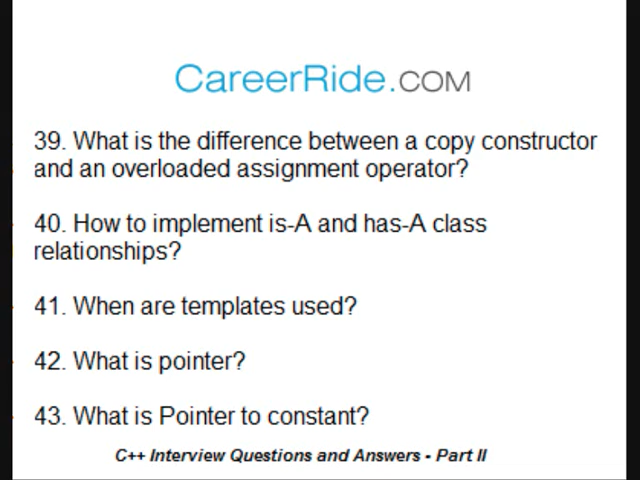 CareerRide.COM
39. What is the difference between a copy constructor
and an overloaded assignment operator?
40. How to implement is-A and has-A class
relationships?
41. When are templates used?
42. What is pointer?
43. What is Pointer to constant?
C++ Interview Questions and Answers - Part II